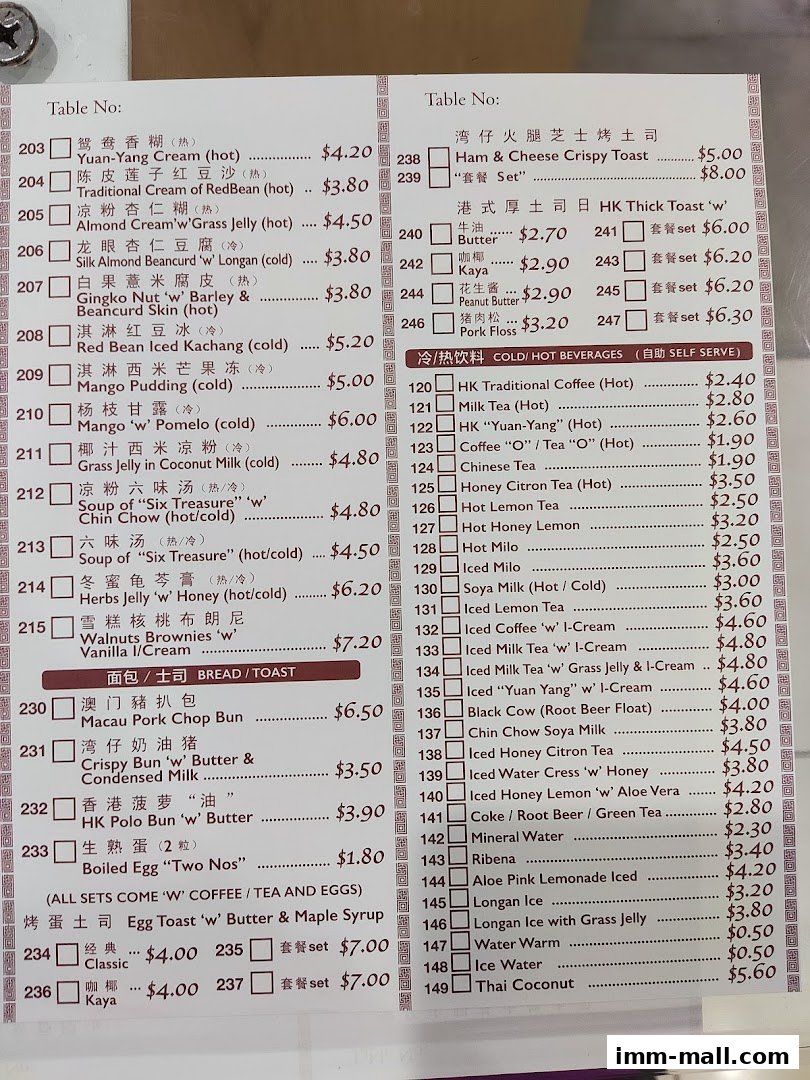 Table No:
203 鸳鸯香糊(热)
Yuan-Yang Cream (hot) ................ $4.20
204 陈皮莲子红豆沙(热)
Traditional Cream of RedBean (hot) .. $3.80
205 凉粉杏仁糊(热)
Almond Cream'w'Grass Jelly (hot) .... $4.50
206 龙眼杏仁豆腐(冷)
Silk Almond Beancurd 'w' Longan (cold) .... $3.80
207 白果薏米腐皮 (热)
Gingko Nut 'w' Barley & ............... $3.80
Beancurd Skin (hot)
208 淇淋红豆冰(冷)
Red Bean Iced Kachang (cold) ..... $5.20
209 淇淋西米芒果冻(冷)
Mango Pudding (cold) .................... $5.00
210 杨枝甘露(冷)
Mango 'w' Pomelo (cold) ............... $6.00
211 椰汁西米凉粉(冷)
Grass Jelly in Coconut Milk (cold) ........ $4.80
212 凉粉六味汤(热/冷)
Soup of "Six Treasure" 'w'
Chin Chow (hot/cold) .................... $4.80
213 六味汤 (热/冷)
Soup of "Six Treasure" (hot/cold) .... $4.50
214 冬蜜龟苓膏(热/冷)
Herbs Jelly 'w' Honey (hot/cold) ........ $6.20
215 雪糕核桃布朗尼
Walnuts Brownies 'w'
Vanilla I/Cream ................................ $7.20
面包/士司 BREAD / TOAST
230 澳门豬扒包
Macau Pork Chop Bun .................. $6.50
231 湾仔奶油猪
Crispy Bun 'w' Butter &
Condensed Milk ............................... $3.50
232 香港菠萝"油"
HK Polo Bun 'w' Butter ................... $3.90
233 生熟蛋(2粒)
Boiled Egg "Two Nos" .................. $1.80
(ALL SETS COME 'W' COFFEE / TEA AND EGGS)
烤蛋土司 Egg Toast 'w' Butter & Maple Syrup
234 经典 ... $4.00 235 套餐set $7.00
Classic
236 咖椰 ... $4.00 237 套餐set $7.00
Kaya
Table No:
湾仔火腿芝士烤土司
238 Ham & Cheese Crispy Toast ......... $5.00
239 "套餐 Set" ........................................ $8.00
港式厚土司日 HK Thick Toast 'w'
240 牛油 ...... $2.70 241 套餐set $6.00
Butter
242 咖椰 ... $2.90 243 套餐set $6.20
Kaya
244 花生酱 ... $2.90 245 套餐set $6.20
Peanut Butter
246 猪肉松 ... $3.20 247 套餐set $6.30
Pork Floss
冷/热饮料 COLD/ HOT BEVERAGES (自助 SELF SERVE)
120 HK Traditional Coffee (Hot) ............. $2.40
121 Milk Tea (Hot) ................................... $2.80
122 HK "Yuan-Yang" (Hot) ..................... $2.60
123 Coffee "O" / Tea "O" (Hot) ............. $1.90
124 Chinese Tea ....................................... $1.90
125 Honey Citron Tea (Hot) .................. $3.50
126 Hot Lemon Tea ................................. $2.50
127 Hot Honey Lemon ........................... $3.20
128 Hot Milo ........................................... $2.50
129 Iced Milo ........................................... $3.60
130 Soya Milk (Hot / Cold) .................... $3.00
131 Iced Lemon Tea ................................ $3.60
132 Iced Coffee 'w' I-Cream .................. $4.60
133 Iced Milk Tea 'w' I-Cream ................ $4.80
134 Iced Milk Tea 'w' Grass Jelly & I-Cream .. $4.80
135 Iced "Yuan Yang" w' I-Cream .......... $4.60
136 Black Cow (Root Beer Float) ......... $4.00
137 Chin Chow Soya Milk ..................... $3.80
138 Iced Honey Citron Tea ................... $4.50
139 Iced Water Cress 'w' Honey .......... $3.80
140 Iced Honey Lemon 'w' Aloe Vera ...... $4.20
141 Coke / Root Beer / Green Tea ............ $2.80
142 Mineral Water .................................. $2.30
143 Ribena ............................................... $3.40
144 Aloe Pink Lemonade Iced .............. $4.20
145 Longan Ice ......................................... $3.20
146 Longan Ice with Grass Jelly ............. $3.80
147 Water Warm ..................................... $0.50
148 Ice Water .......................................... $0.50
149 Thai Coconut ................................... $5.60
imm-mall.com